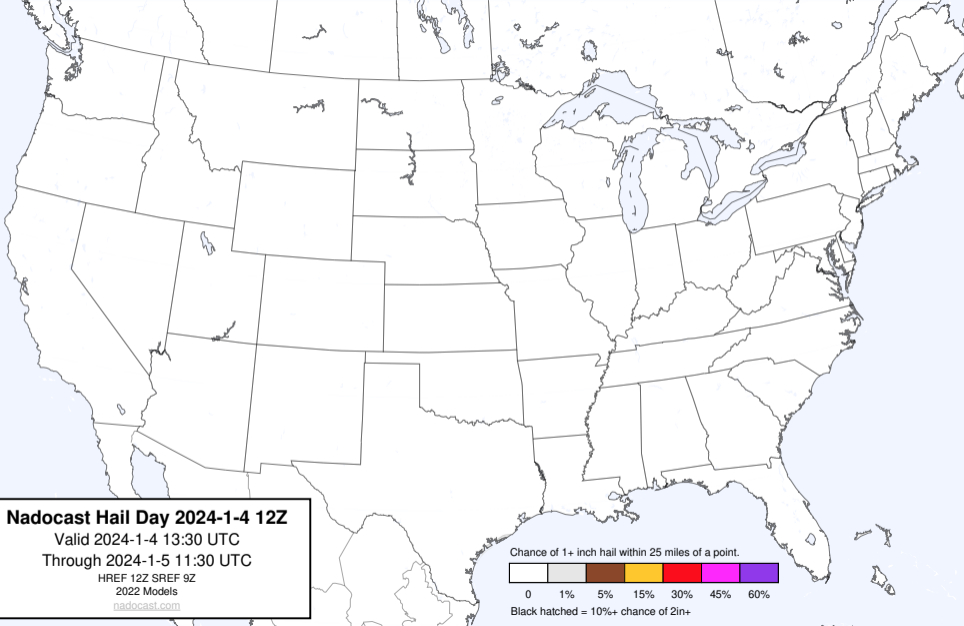 Nadocast Hail Day 2024-1-4 12Z
Valid 2024-1-4 13:30 UTC
Through 2024-1-5 11:30 UTC
HREF 12Z SREF 9Z
2022 Models
nadocast.com
Chance of 1+ inch hail within 25 miles of a point.
0 1% 5% 15% 30% 45% 60%
Black hatched = 10%+ chance of 2in+